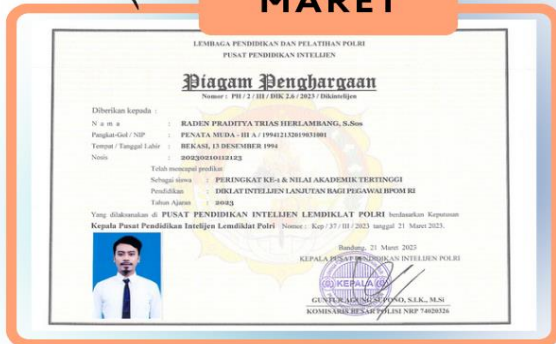 MARET
LEMBAGA PENDIDIKAN DAN PELATIHAN POLRI
PUSAT PENDIDIKAN INTELIJEN
Piagam Penghargaan
Nomor : PH / 2 / III / DIK 2.6 / 2023 / Dikintelijen
Diberikan kepada :
N a m a : RADEN PRADITYA TRIAS HERLAMBANG, S.Sos
Pangkat-Gol / NIP : PENATA MUDA - III A / 199412132019031001
Tempat / Tanggal Lahir : BEKASI, 13 DESEMBER 1994
Nosis : 20230210112123
Telah mencapai predikat
Sebagai siswa : PERINGKAT KE-1 & NILAI AKADEMIK TERTINGGI
Pendidikan : DIKLAT INTELIJEN LANJUTAN BAGI PEGAWAI BPOM RI
Tahun Ajaran : 2023
Yang dilaksanakan di PUSAT PENDIDIKAN INTELIJEN LEMDIKLAT POLRI berdasarkan Keputusan
Kepala Pusat Pendidikan Intelijen Lemdiklat Polri Nomor : Kep / 37 / III / 2023 tanggal 21 Maret 2023.
Bandung, 21 Maret 2023
KEPALA PUSAT PENDIDIKAN INTELIJEN POLRI
KEPALA
GUNTUR AGUNG SUPONO, S.I.K., M.Si
KOMISARIS BESAR POLISI NRP 74020326